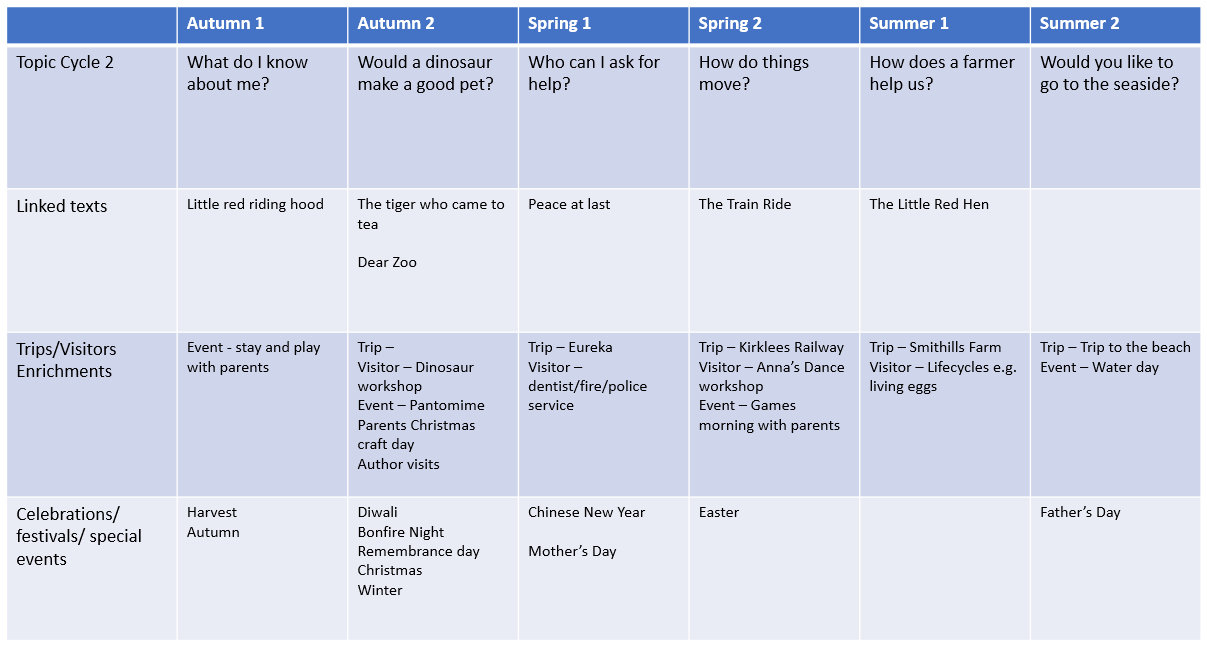 Autumn 1
Autumn 2
Spring 1
Spring 2
Summer 1
Summer 2
Topic Cycle 2
What do I know
about me?
Would a dinosaur
make a good pet?
Who can I ask for
help?
How do things
move?
How does a farmer
help us?
Would you like to
go to the seaside?
Linked texts
Little red riding hood
The tiger who came to
tea
Dear Zoo
Peace at last
The Train Ride
The Little Red Hen
Trips/Visitors
Enrichments
Event - stay and play
with parents
Trip –
Visitor – Dinosaur
workshop
Event – Pantomime
Parents Christmas
craft day
Author visits
Trip – Eureka
Visitor –
dentist/fire/police
service
Trip – Kirklees Railway
Visitor – Anna’s Dance
workshop
Event – Games
morning with parents
Trip – Smithills Farm
Visitor – Lifecycles e.g.
living eggs
Trip – Trip to the beach
Event – Water day
Celebrations/
festivals/ special
events
Harvest
Autumn
Diwali
Bonfire Night
Remembrance day
Christmas
Winter
Chinese New Year
Mother’s Day
Easter
Father’s Day